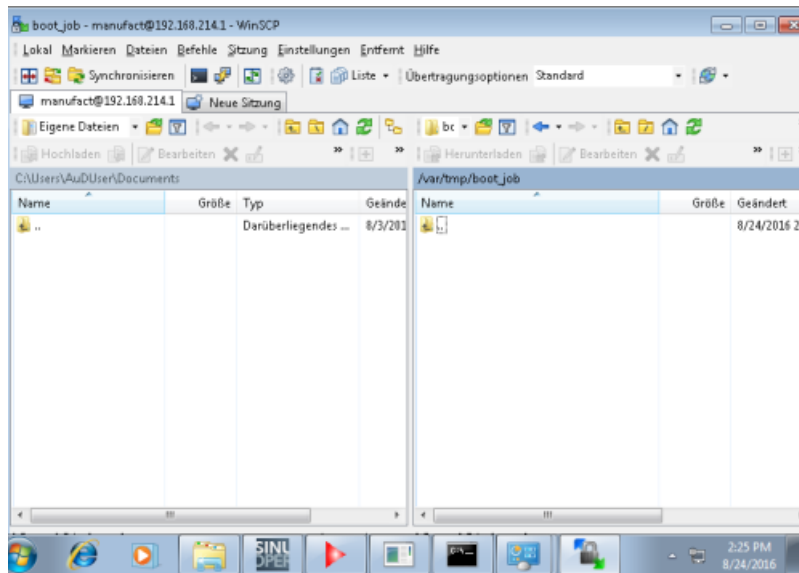 boot_job - manufact@192.168.214.1 - WinSCP
Lokal Markieren Dateien Befehle Sitzung Einstellungen Entfernt Hilfe
Synchronisieren Liste Übertragungsoptionen Standard
manufact@192.168.214.1 Neue Sitzung
Eigene Dateien bc
Hochladen Bearbeiten » Herunterladen Bearbeiten »
C:\Users\AuDUser\Documents /var/tmp/boot_job
Name Größe Typ Geände Name Größe Geändert
.. Darüberliegendes ... 8/3/201 .. 8/24/2016 2
SINU
OPER
2:25 PM
8/24/2016